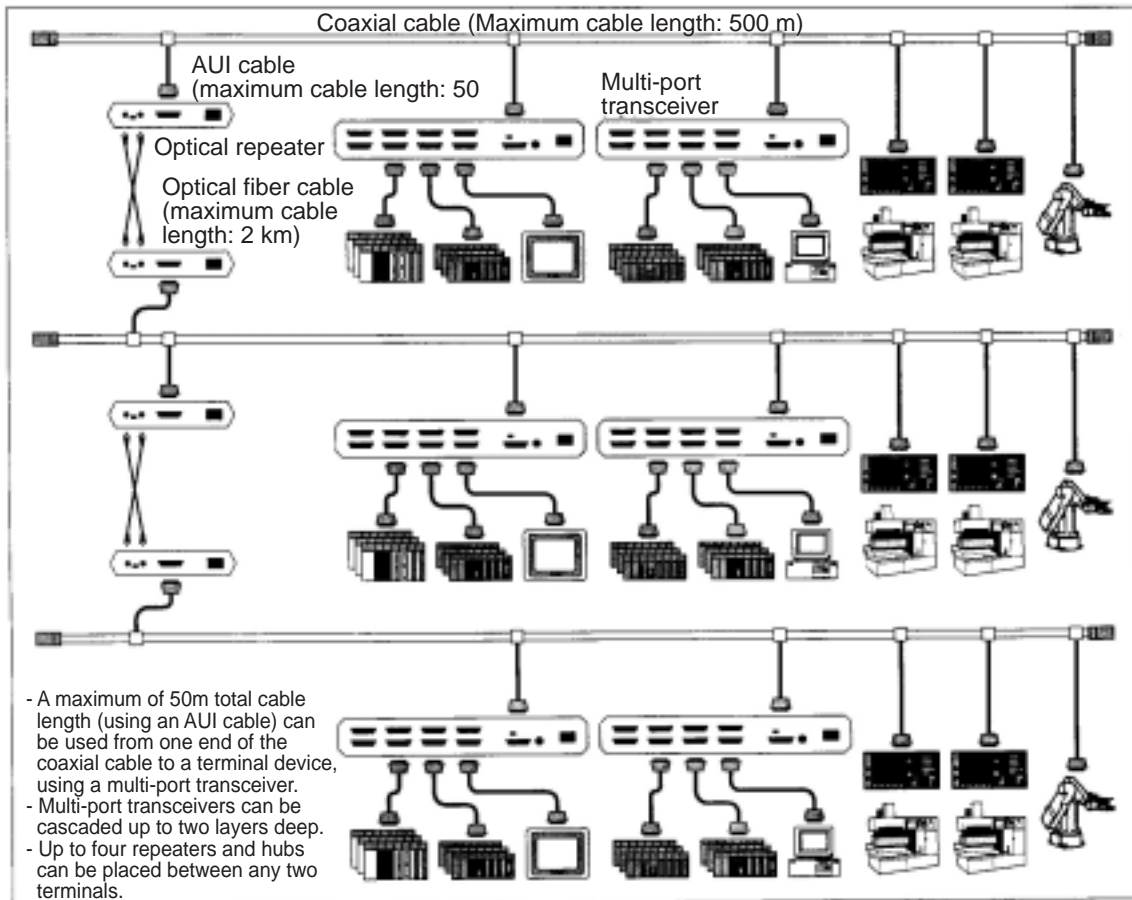 Coaxial cable (Maximum cable length: 500 m)
AUI cable
(maximum cable length: 50
Multi-port
transceiver
Optical repeater
Optical fiber cable
(maximum cable
length: 2 km)
- A maximum of 50m total cable
length (using an AUI cable) can
be used from one end of the
coaxial cable to a terminal device,
using a multi-port transceiver.
- Multi-port transceivers can be
cascaded up to two layers deep.
- Up to four repeaters and hubs
can be placed between any two
terminals.